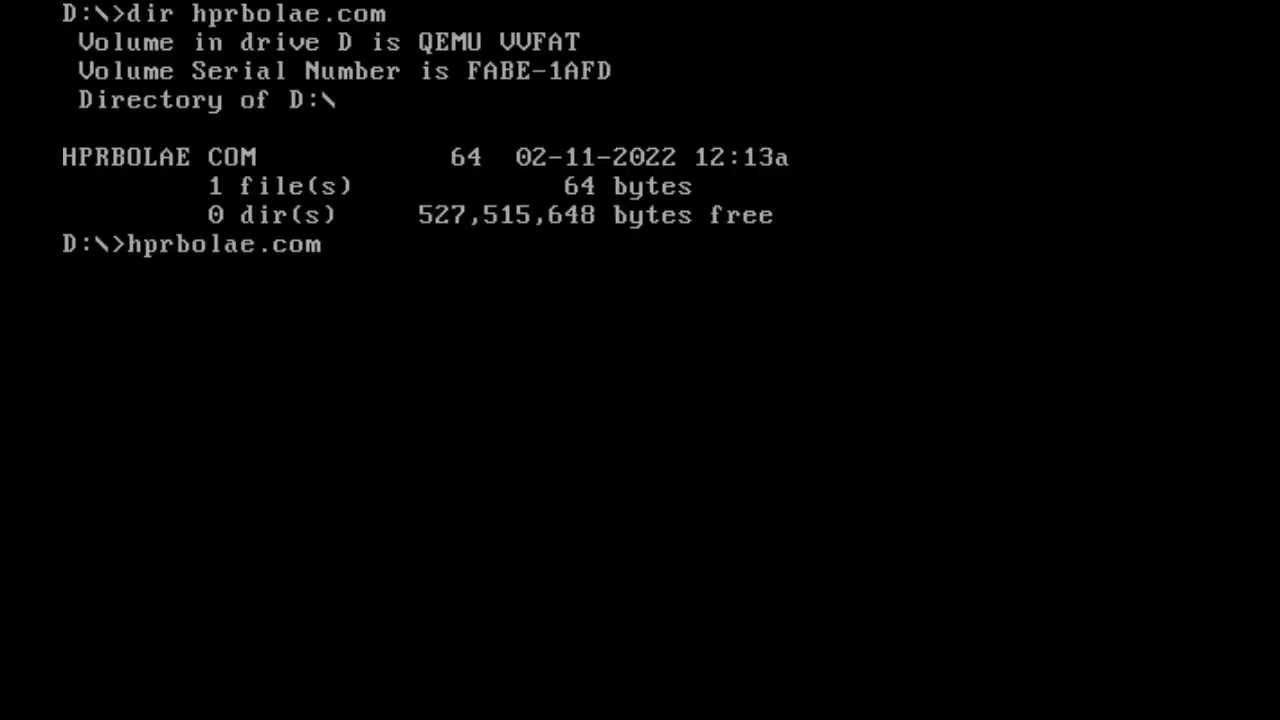 D:\>dir hprbolae.com
Volume in drive D is QEMU VVFAT
Volume Serial Number is FABE-1AFD
Directory of D:\
HPRBOLAE COM 64 02-11-2022 12:13a
1 file(s) 64 bytes
0 dir(s) 527,515,648 bytes free
D:\>hprbolae.com